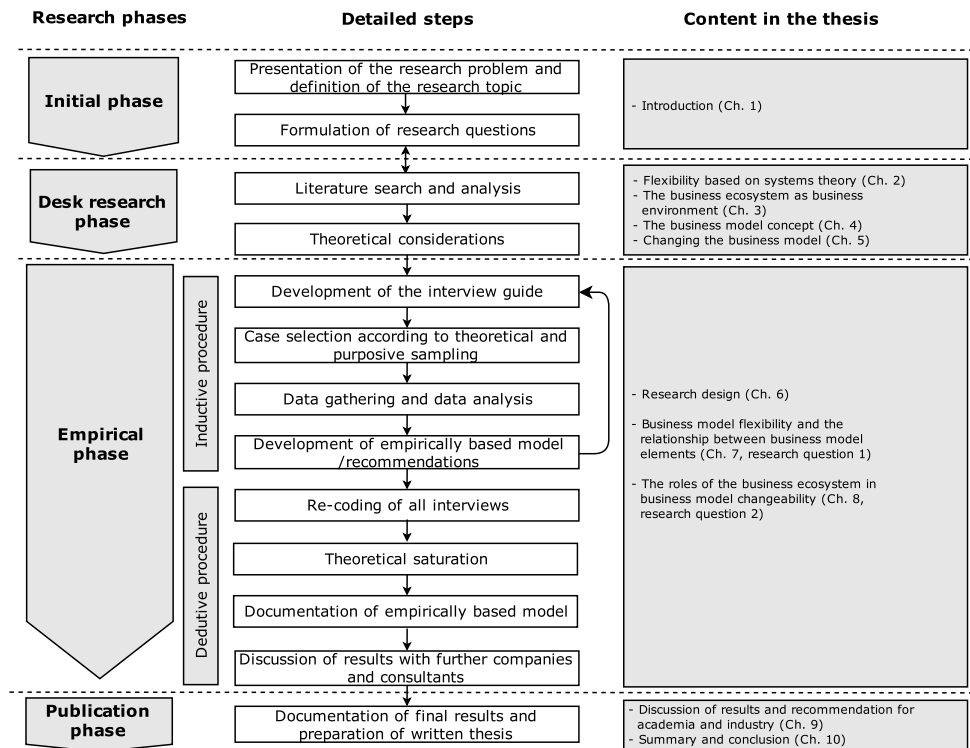 Research phases
Detailed steps
Content in the thesis
Initial phase
Presentation of the research problem and
definition of the research topic
Formulation of research questions
- Introduction (Ch. 1)
Desk research
phase
Literature search and analysis
Theoretical considerations
- Flexibility based on systems theory (Ch. 2)
- The business ecosystem as business
environment (Ch. 3)
- The business model concept (Ch. 4)
- Changing the business model (Ch. 5)
Empirical
phase
Inductive procedure
Development of the interview guide
Case selection according to theoretical and
purposive sampling
Data gathering and data analysis
Development of empirically based model
/recommendations
Dedutive procedure
Re-coding of all interviews
Theoretical saturation
Documentation of empirically based model
Discussion of results with further companies
and consultants
- Research design (Ch. 6)
- Business model flexibility and the
relationship between business model
elements (Ch. 7, research question 1)
- The roles of the business ecosystem in
business model changeability (Ch. 8,
research question 2)
Publication
phase
Documentation of final results and
preparation of written thesis
- Discussion of results and recommendation for
academia and industry (Ch. 9)
- Summary and conclusion (Ch. 10)